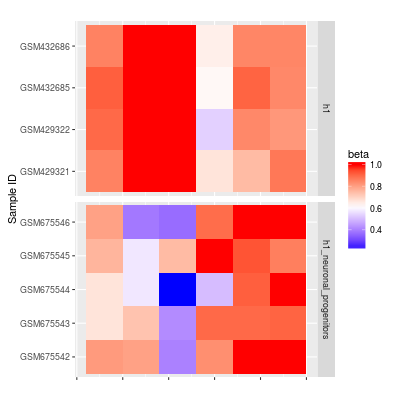 GSM432686
GSM432685
GSM429322
GSM429321
h1
GSM675546
GSM675545
GSM675544
GSM675543
GSM675542
h1_neuronal_progenitors
Sample ID
beta
1.0
0.8
0.6
0.4